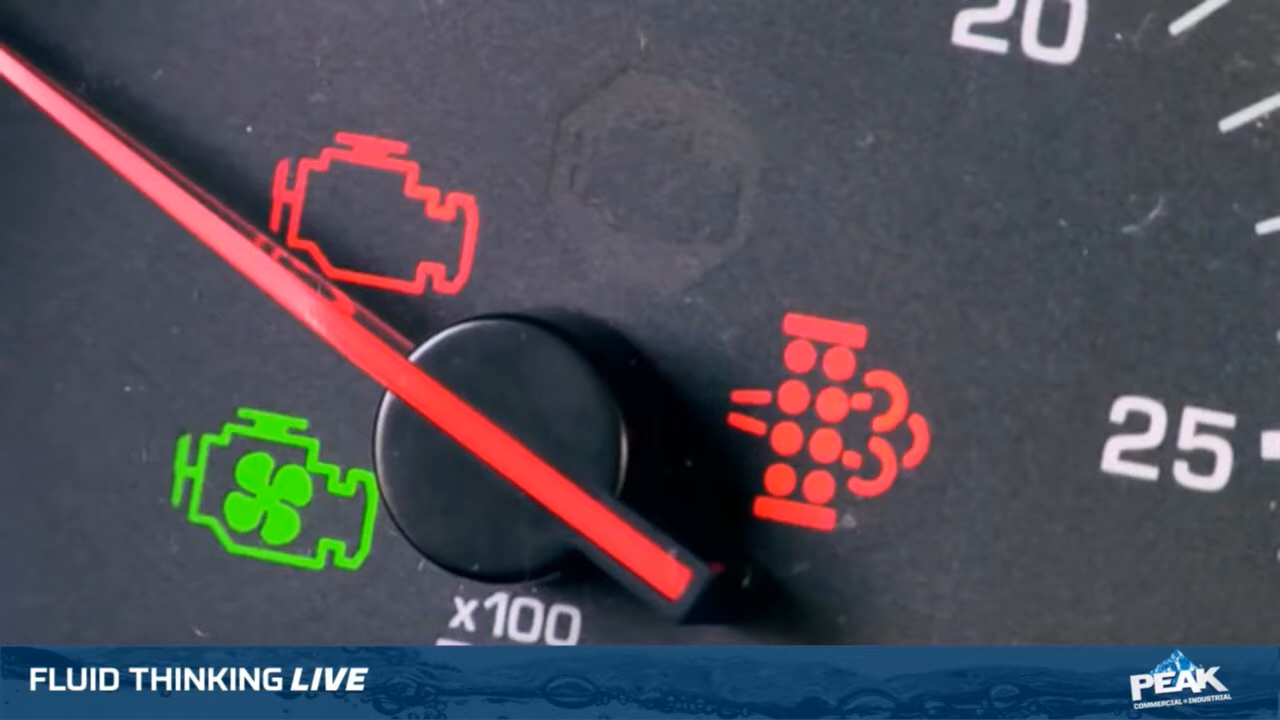 20
25
x100
FLUID THINKING LIVE
PEAK
COMMERCIAL + INDUSTRIAL